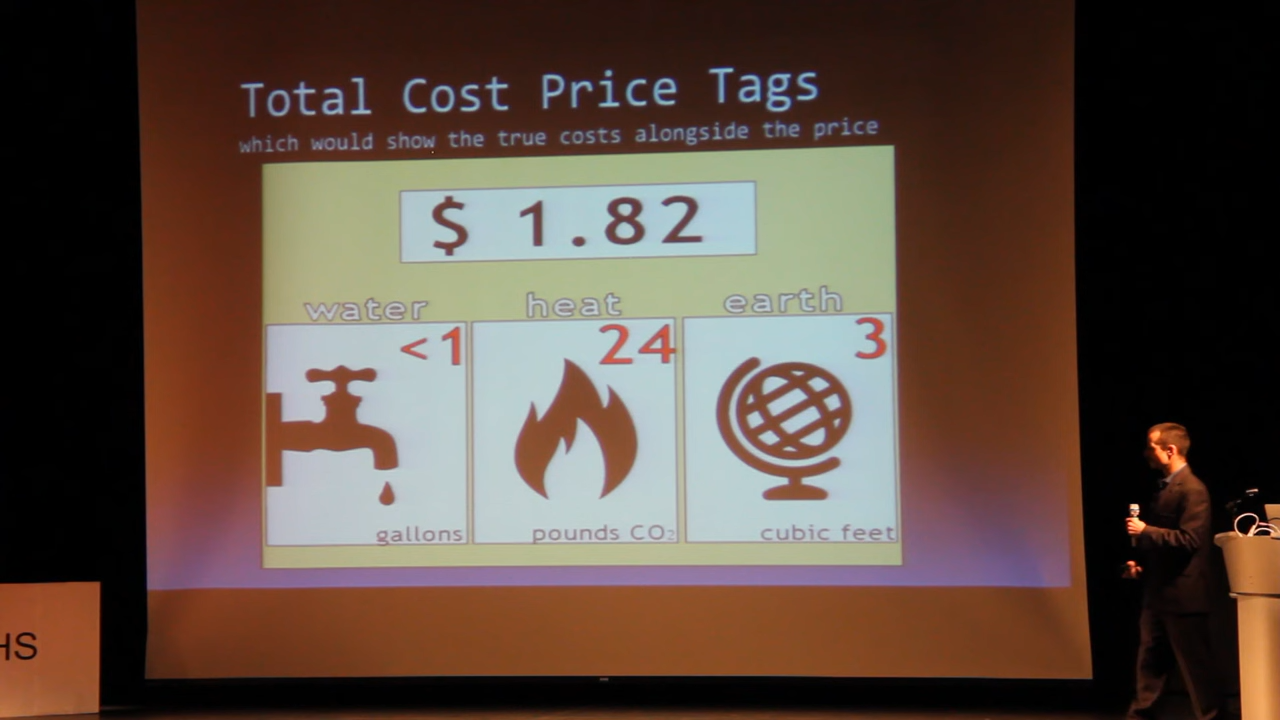 Total Cost Price Tags
which would show the true costs alongside the price
$ 1.82
water heat earth
<1 24 3
gallons pounds CO₂ cubic feet
HS